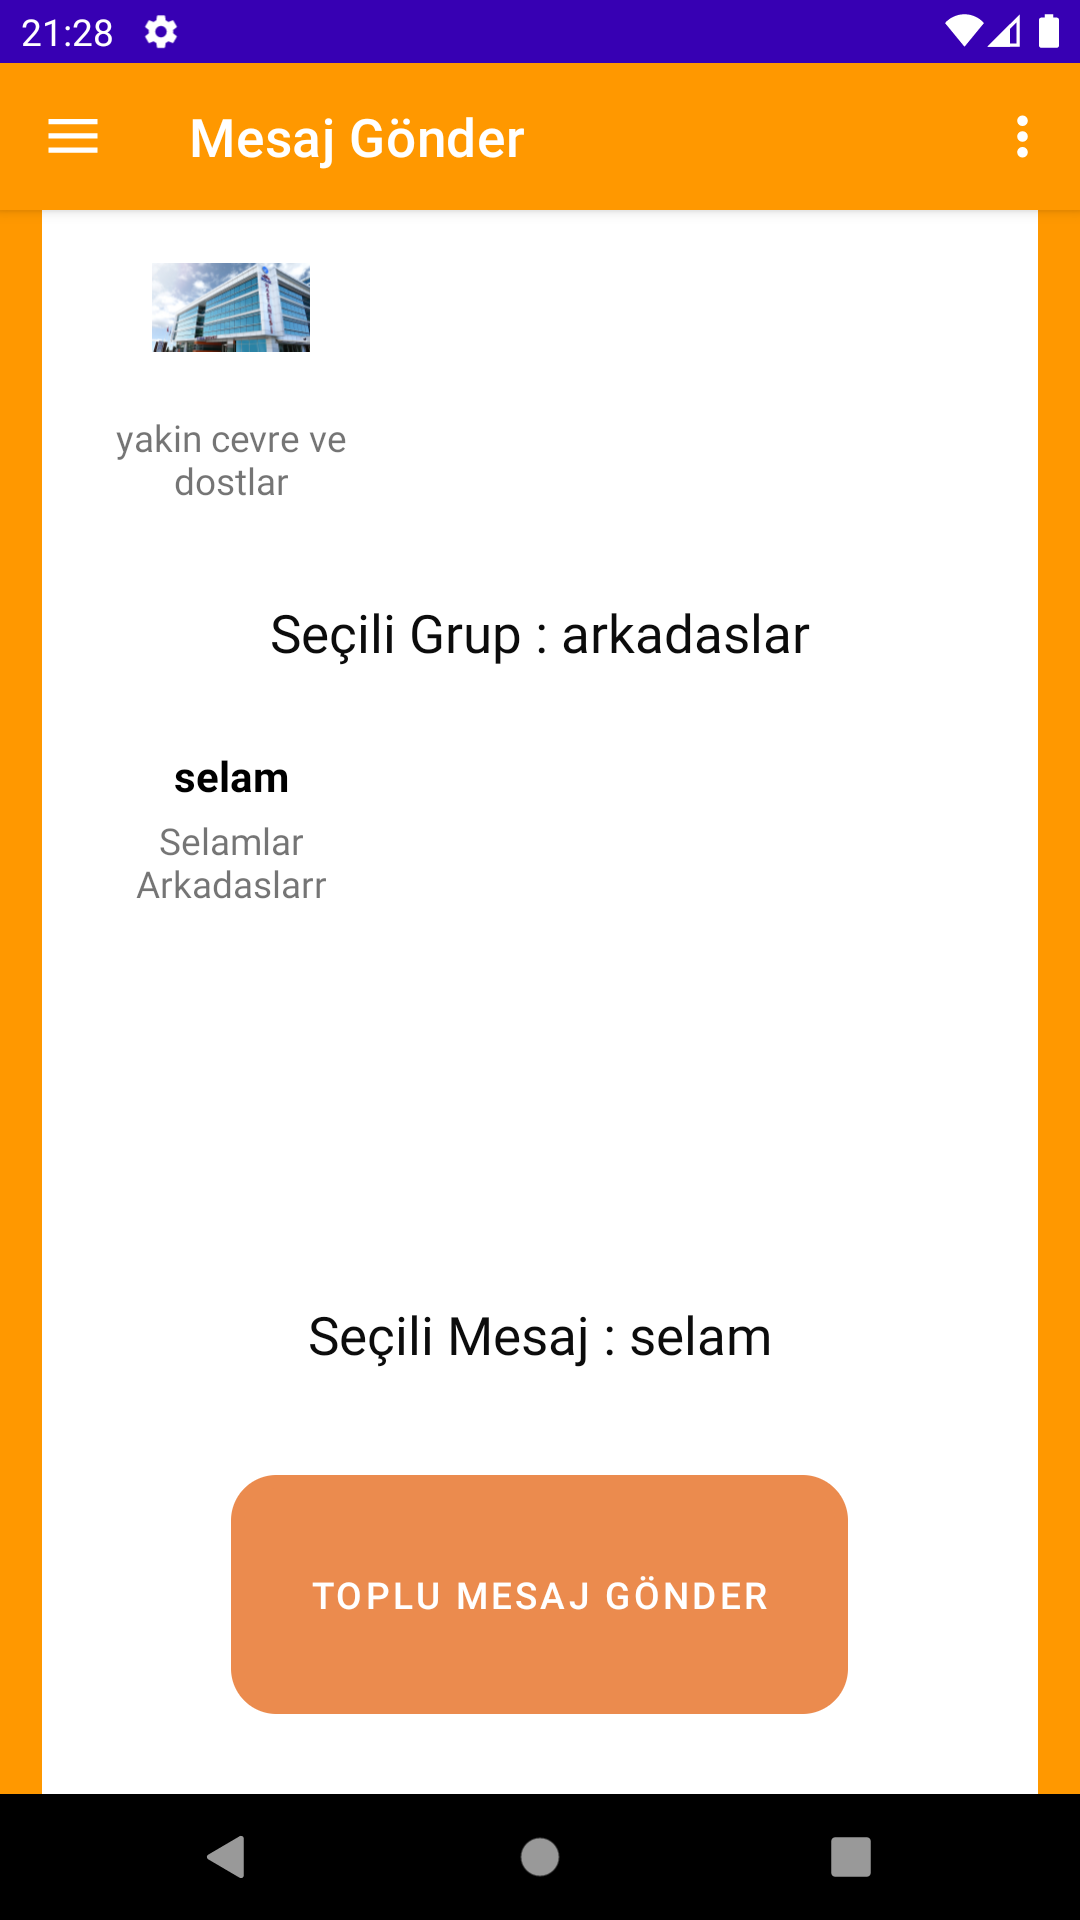 21:28
Mesaj Gönder
yakin cevre ve
dostlar
Seçili Grup : arkadaslar
selam
Selamlar
Arkadaslarr
Seçili Mesaj : selam
TOPLU MESAJ GÖNDER